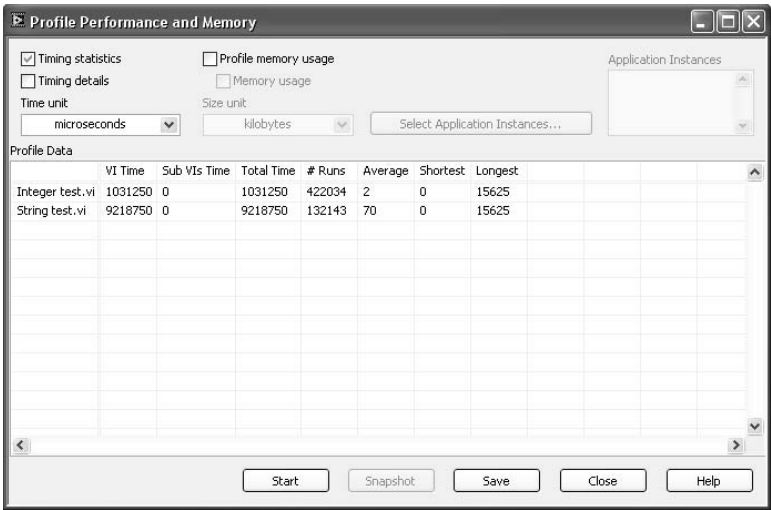 Profile Performance and Memory
Timing statistics
Profile memory usage
Application Instances
Timing details
Memory usage
Time unit
Size unit
microseconds
kilobytes
Select Application Instances...
Profile Data
VI Time Sub VIs Time Total Time # Runs Average Shortest Longest
Integer test.vi 1031250 0 1031250 422034 2 0 15625
String test.vi 9218750 0 9218750 132143 70 0 15625
Start Snapshot Save Close Help